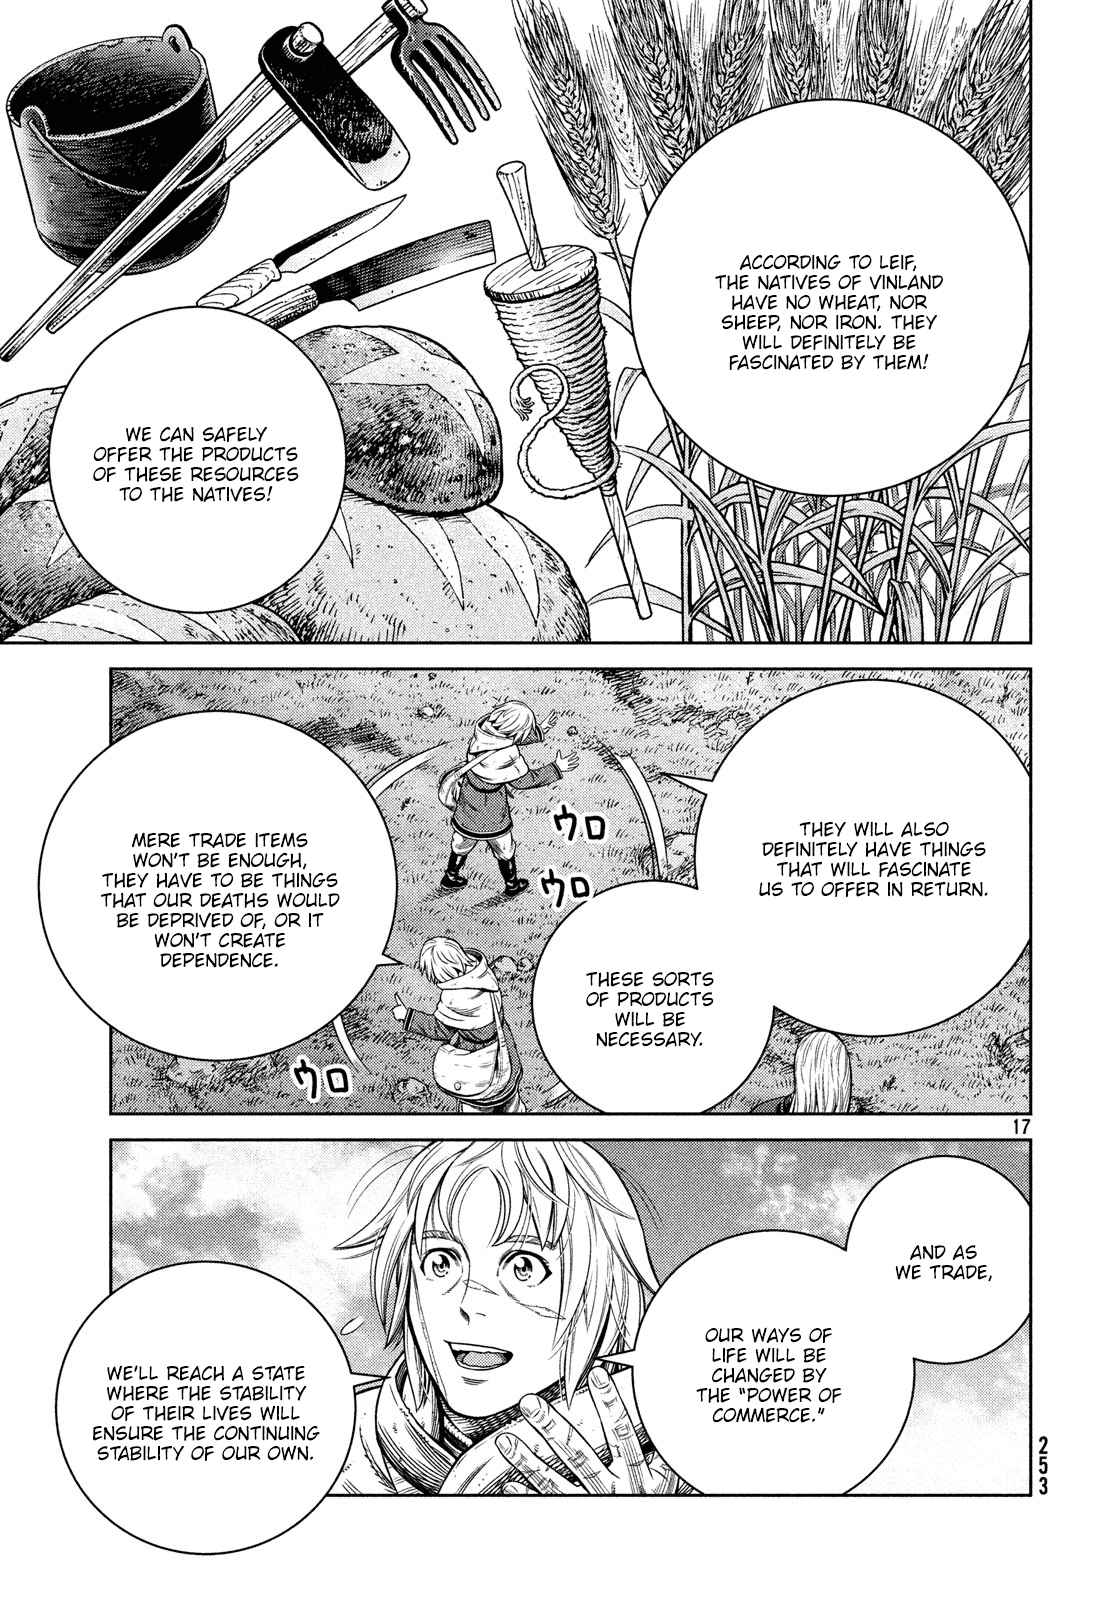 ACCORDING TO LEIF,
THE NATIVES OF VINLAND
HAVE NO WHEAT, NOR
SHEEP, NOR IRON. THEY
WILL DEFINITELY BE
FASCINATED BY THEM!
WE CAN SAFELY
OFFER THE PRODUCTS
OF THESE RESOURCES
TO THE NATIVES!
THEY WILL ALSO
DEFINITELY HAVE THINGS
THAT WILL FASCINATE
US TO OFFER IN RETURN.
THESE SORTS
OF PRODUCTS
WILL BE
NECESSARY.
ウロ
ウロ
MERE TRADE ITEMS
WON'T BE ENOUGH,
THEY HAVE TO BE THINGS
THAT OUR DEATHS WOULD
BE DEPRIVED OF, OR IT
WON'T CREATE
DEPENDENCE.
ウロ
17
AND AS
WE TRADE,
OUR WAYS OF
LIFE WILL BE
CHANGED BY
THE "POWER OF
COMMERCE."
WE'LL REACH A STATE
WHERE THE STABILITY
OF THEIR LIVES WILL
ENSURE THE CONTINUING
STABILITY OF OUR OWN.
253